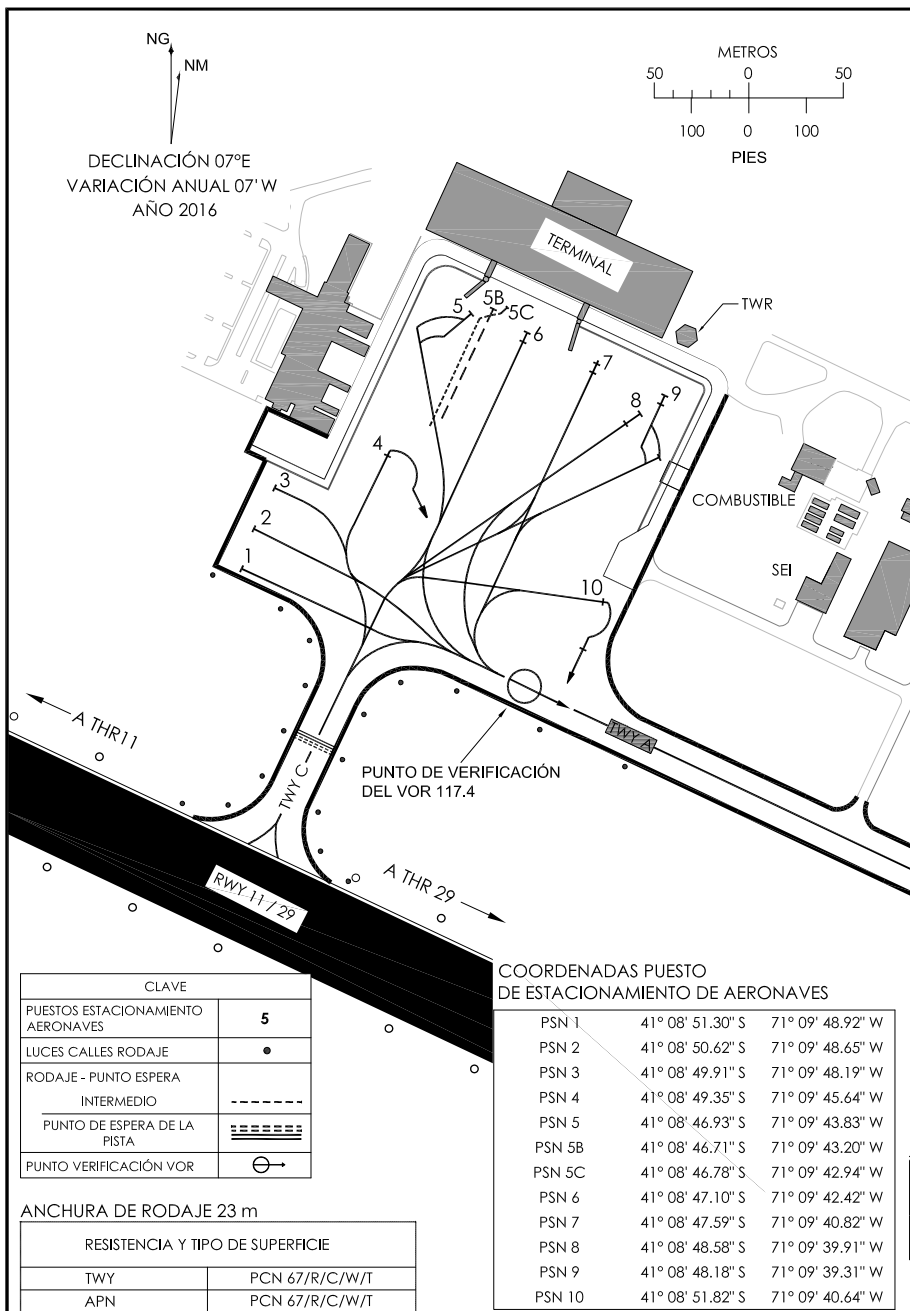 NG
NM
DECLINACIÓN 07ºE
VARIACIÓN ANUAL 07' W
AÑO 2016
METROS
50 0 50
100 0 100
PIES
TERMINAL
TWR
5 5B 5C 6 7 8 9
4
3
2
1
10
COMBUSTIBLE
SEI
TWY A
A THR11
PUNTO DE VERIFICACIÓN
DEL VOR 117.4
TWY C
A THR 29
RWY 11 / 29
CLAVE
PUESTOS ESTACIONAMIENTO
AERONAVES 5
LUCES CALLES RODAJE
RODAJE - PUNTO ESPERA
INTERMEDIO
PUNTO DE ESPERA DE LA
PISTA
PUNTO VERIFICACIÓN VOR
ANCHURA DE RODAJE 23 m
RESISTENCIA Y TIPO DE SUPERFICIE
TWY PCN 67/R/C/W/T
APN PCN 67/R/C/W/T
COORDENADAS PUESTO
DE ESTACIONAMIENTO DE AERONAVES
PSN 1 41° 08' 51.30" S 71° 09' 48.92" W
PSN 2 41° 08' 50.62" S 71° 09' 48.65" W
PSN 3 41° 08' 49.91" S 71° 09' 48.19" W
PSN 4 41° 08' 49.35" S 71° 09' 45.64" W
PSN 5 41° 08' 46.93" S 71° 09' 43.83" W
PSN 5B 41° 08' 46.71" S 71° 09' 43.20" W
PSN 5C 41° 08' 46.78" S 71° 09' 42.94" W
PSN 6 41° 08' 47.10" S 71° 09' 42.42" W
PSN 7 41° 08' 47.59" S 71° 09' 40.82" W
PSN 8 41° 08' 48.58" S 71° 09' 39.91" W
PSN 9 41° 08' 48.18" S 71° 09' 39.31" W
PSN 10 41° 08' 51.82" S 71° 09' 40.64" W